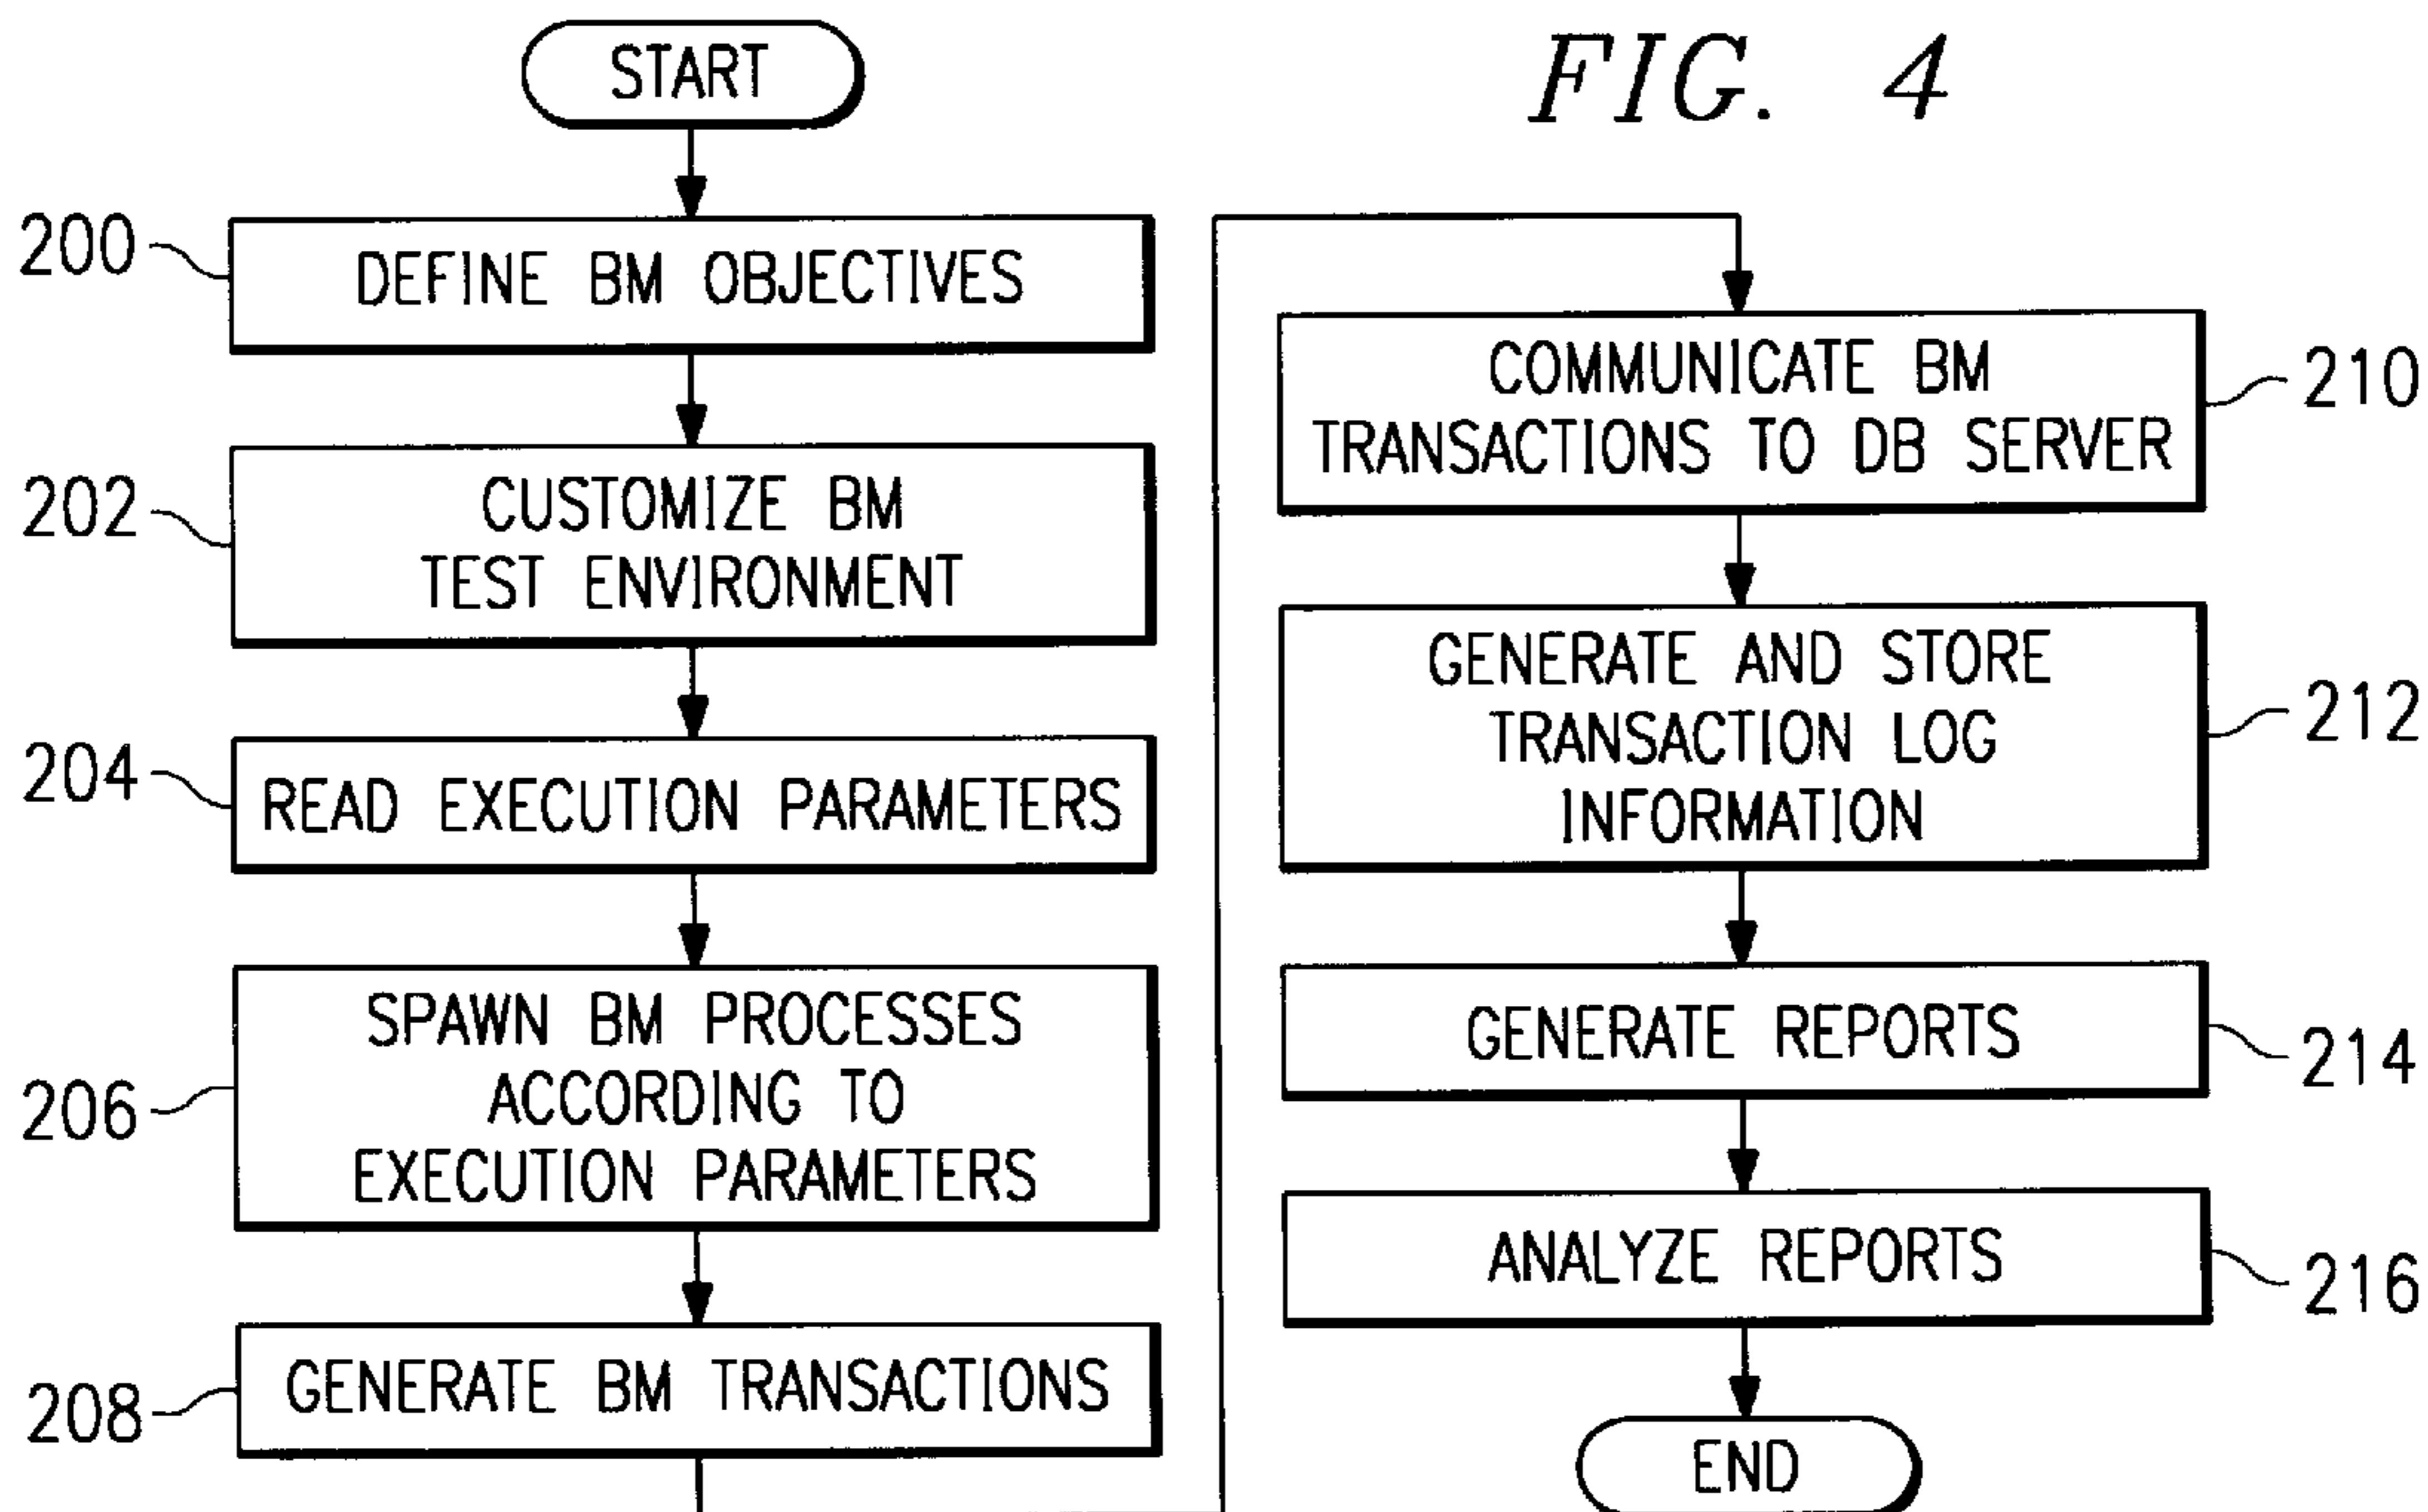 FIG. 4
START
200
DEFINE BM OBJECTIVES
202
CUSTOMIZE BM
TEST ENVIRONMENT
204
READ EXECUTION PARAMETERS
206
SPAWN BM PROCESSES
ACCORDING TO
EXECUTION PARAMETERS
208
GENERATE BM TRANSACTIONS
COMMUNICATE BM
TRANSACTIONS TO DB SERVER
210
GENERATE AND STORE
TRANSACTION LOG
INFORMATION
212
GENERATE REPORTS
214
ANALYZE REPORTS
216
END